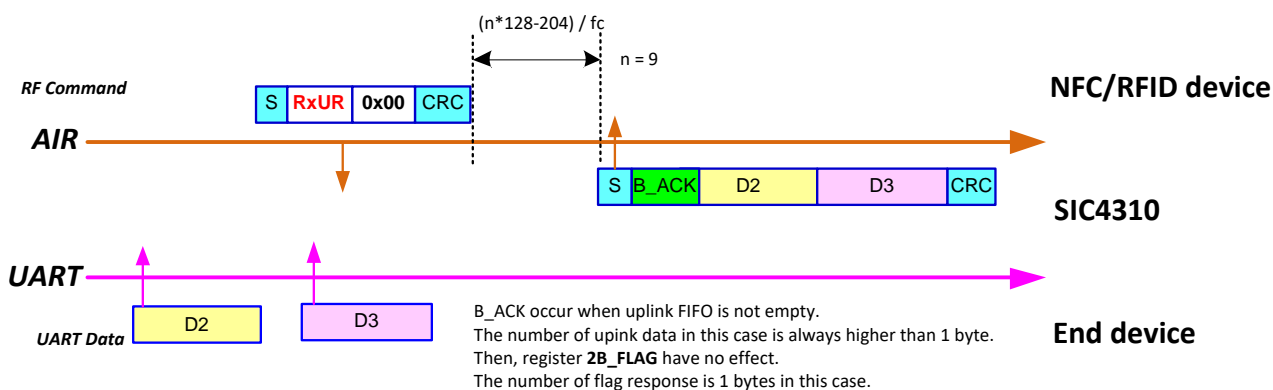 (n*128-204) / fc
n = 9
RF Command
NFC/RFID device
S RxUR 0x00 CRC
AIR
S B_ACK D2 D3 CRC
SIC4310
UART
D2 D3
UART Data
B_ACK occur when uplink FIFO is not empty.
The number of upink data in this case is always higher than 1 byte.
Then, register 2B_FLAG have no effect.
The number of flag response is 1 bytes in this case.
End device